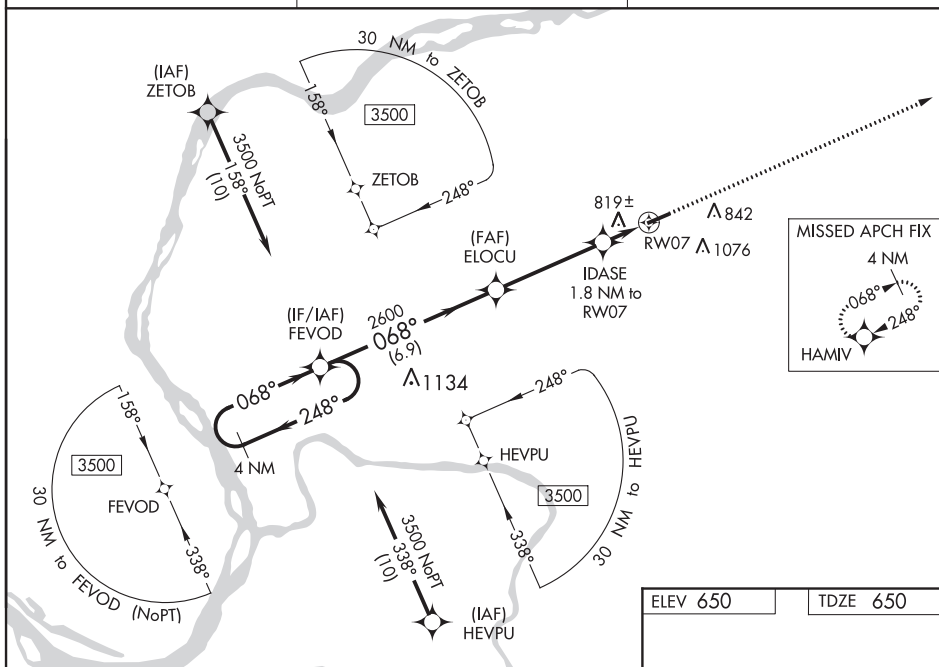 (IAF)
ZETOB
3500 NoPT
158°
(10)
30 NM to ZETOB
158°
3500
ZETOB
248°
(FAF)
ELOCU
819±
842
RW07
1076
IDASE
1.8 NM to
RW07
MISSED APCH FIX
4 NM
068°
248°
HAMIV
(IF/IAF)
FEVOD
2600
068°
(6.9)
1134
068°
248°
4 NM
158°
3500
FEVOD
338°
30 NM to FEVOD (NoPT)
248°
HEVPU
3500
338°
30 NM to HEVPU
3500 NoPT
338°
(10)
(IAF)
HEVPU
ELEV 650
TDZE 650